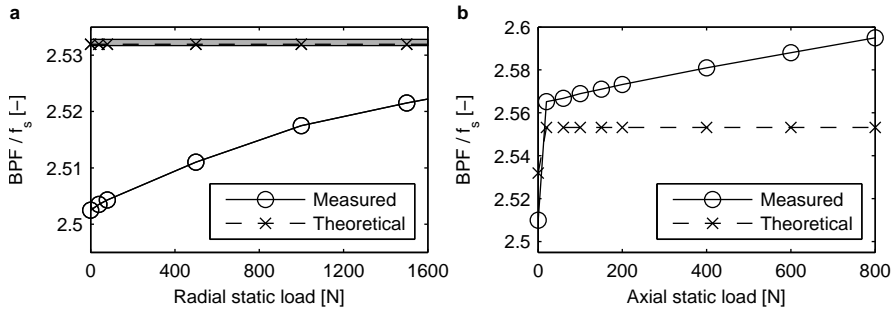 a
BPF / fs [–]
2.53
2.52
2.51
2.5
0
400
800
1200
1600
Radial static load [N]
Measured
Theoretical
b
BPF / fs [–]
2.6
2.58
2.56
2.54
2.52
2.5
0
200
400
600
800
Axial static load [N]
Measured
Theoretical